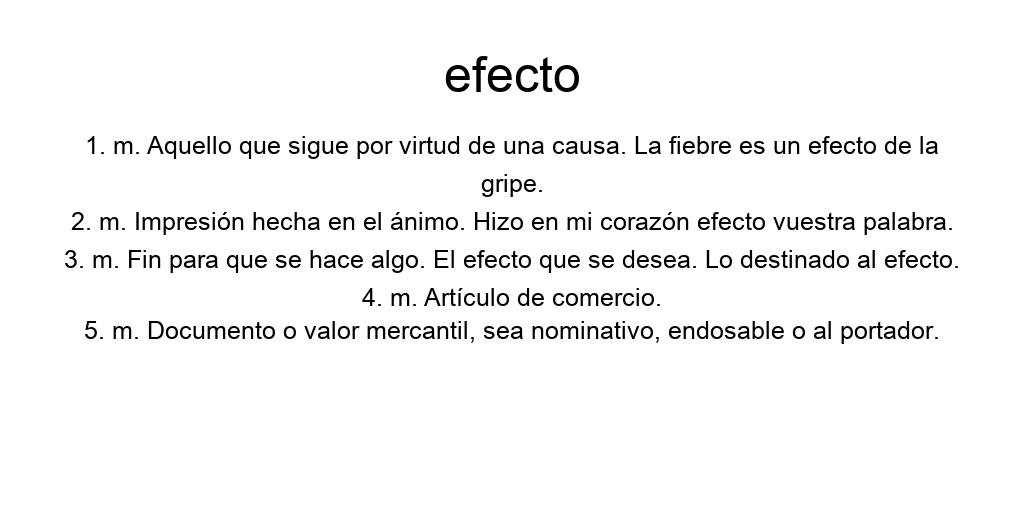 efecto
1. m. Aquello que sigue por virtud de una causa. La fiebre es un efecto de la
gripe.
2. m. Impresión hecha en el ánimo. Hizo en mi corazón efecto vuestra palabra.
3. m. Fin para que se hace algo. El efecto que se desea. Lo destinado al efecto.
4. m. Artículo de comercio.
5. m. Documento o valor mercantil, sea nominativo, endosable o al portador.